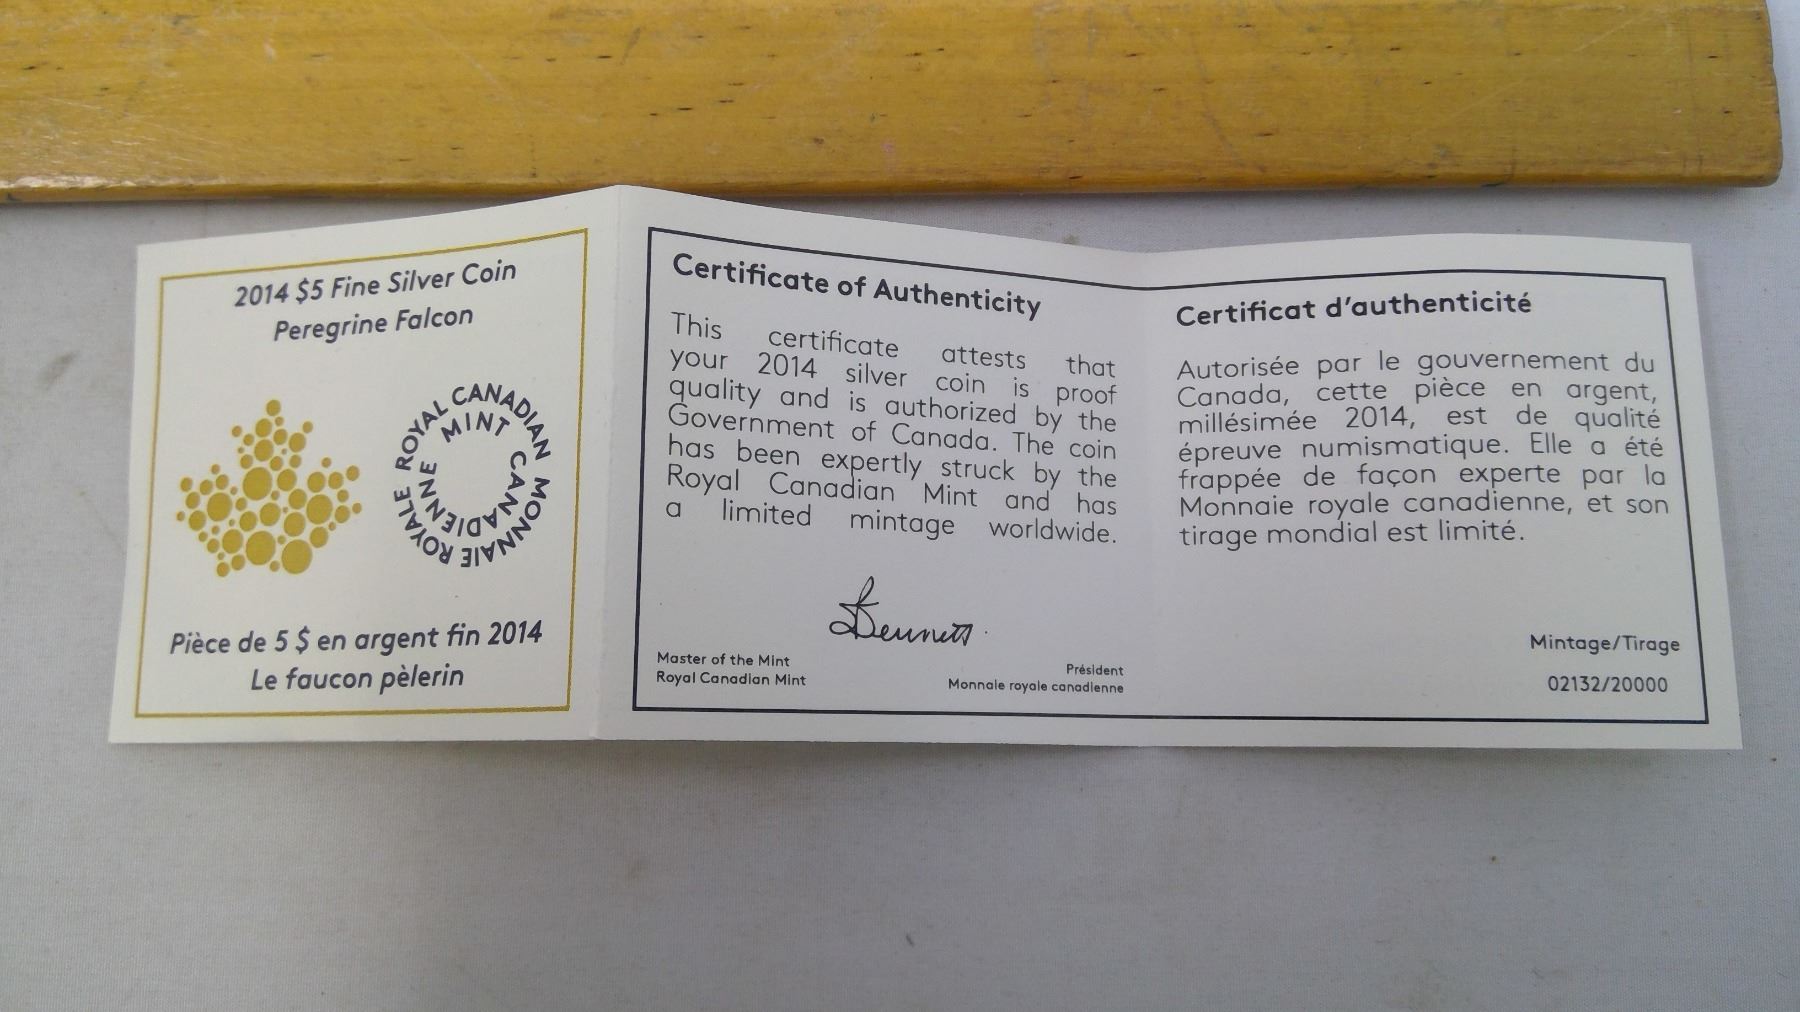 2014 $5 Fine Silver Coin
Peregrine Falcon
ROYAL CANADIAN MINT
MONNAIE ROYALE CANADIENNE
Pièce de 5 $ en argent fin 2014
Le faucon pèlerin
Certificate of Authenticity
This certificate attests that
your 2014 silver coin is proof
quality and is authorized by the
Government of Canada. The coin
has been expertly struck by the
Royal Canadian Mint and has
a limited mintage worldwide.
Bennett
Master of the Mint
Royal Canadian Mint
Président
Monnaie royale canadienne
Certificat d'authenticité
Autorisée par le gouvernement du
Canada, cette pièce en argent,
millésimée 2014, est de qualité
épreuve numismatique. Elle a été
frappée de façon experte par la
Monnaie royale canadienne, et son
tirage mondial est limité.
Mintage/Tirage
02132/20000